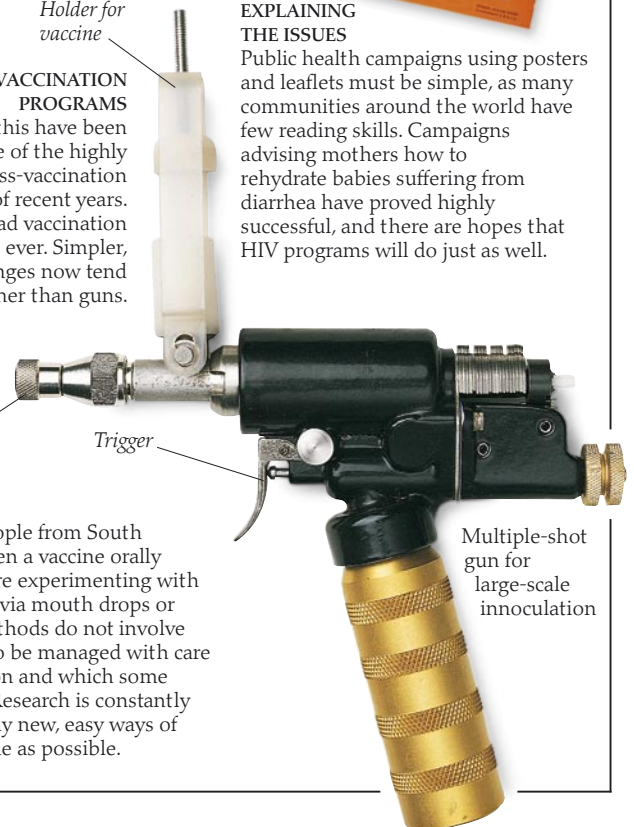 Holder for
vaccine
VACCINATION
PROGRAMS
this have been
e of the highly
ss-vaccination
of recent years.
ad vaccination
ever. Simpler,
nges now tend
her than guns.
EXPLAINING
THE ISSUES
Public health campaigns using posters
and leaflets must be simple, as many
communities around the world have
few reading skills. Campaigns
advising mothers how to
rehydrate babies suffering from
diarrhea have proved highly
successful, and there are hopes that
HIV programs will do just as well.
Trigger
Multiple-shot
gun for
large-scale
innoculation
ople from South
en a vaccine orally
re experimenting with
via mouth drops or
thods do not involve
o be managed with care
on and which some
Research is constantly
ly new, easy ways of
le as possible.